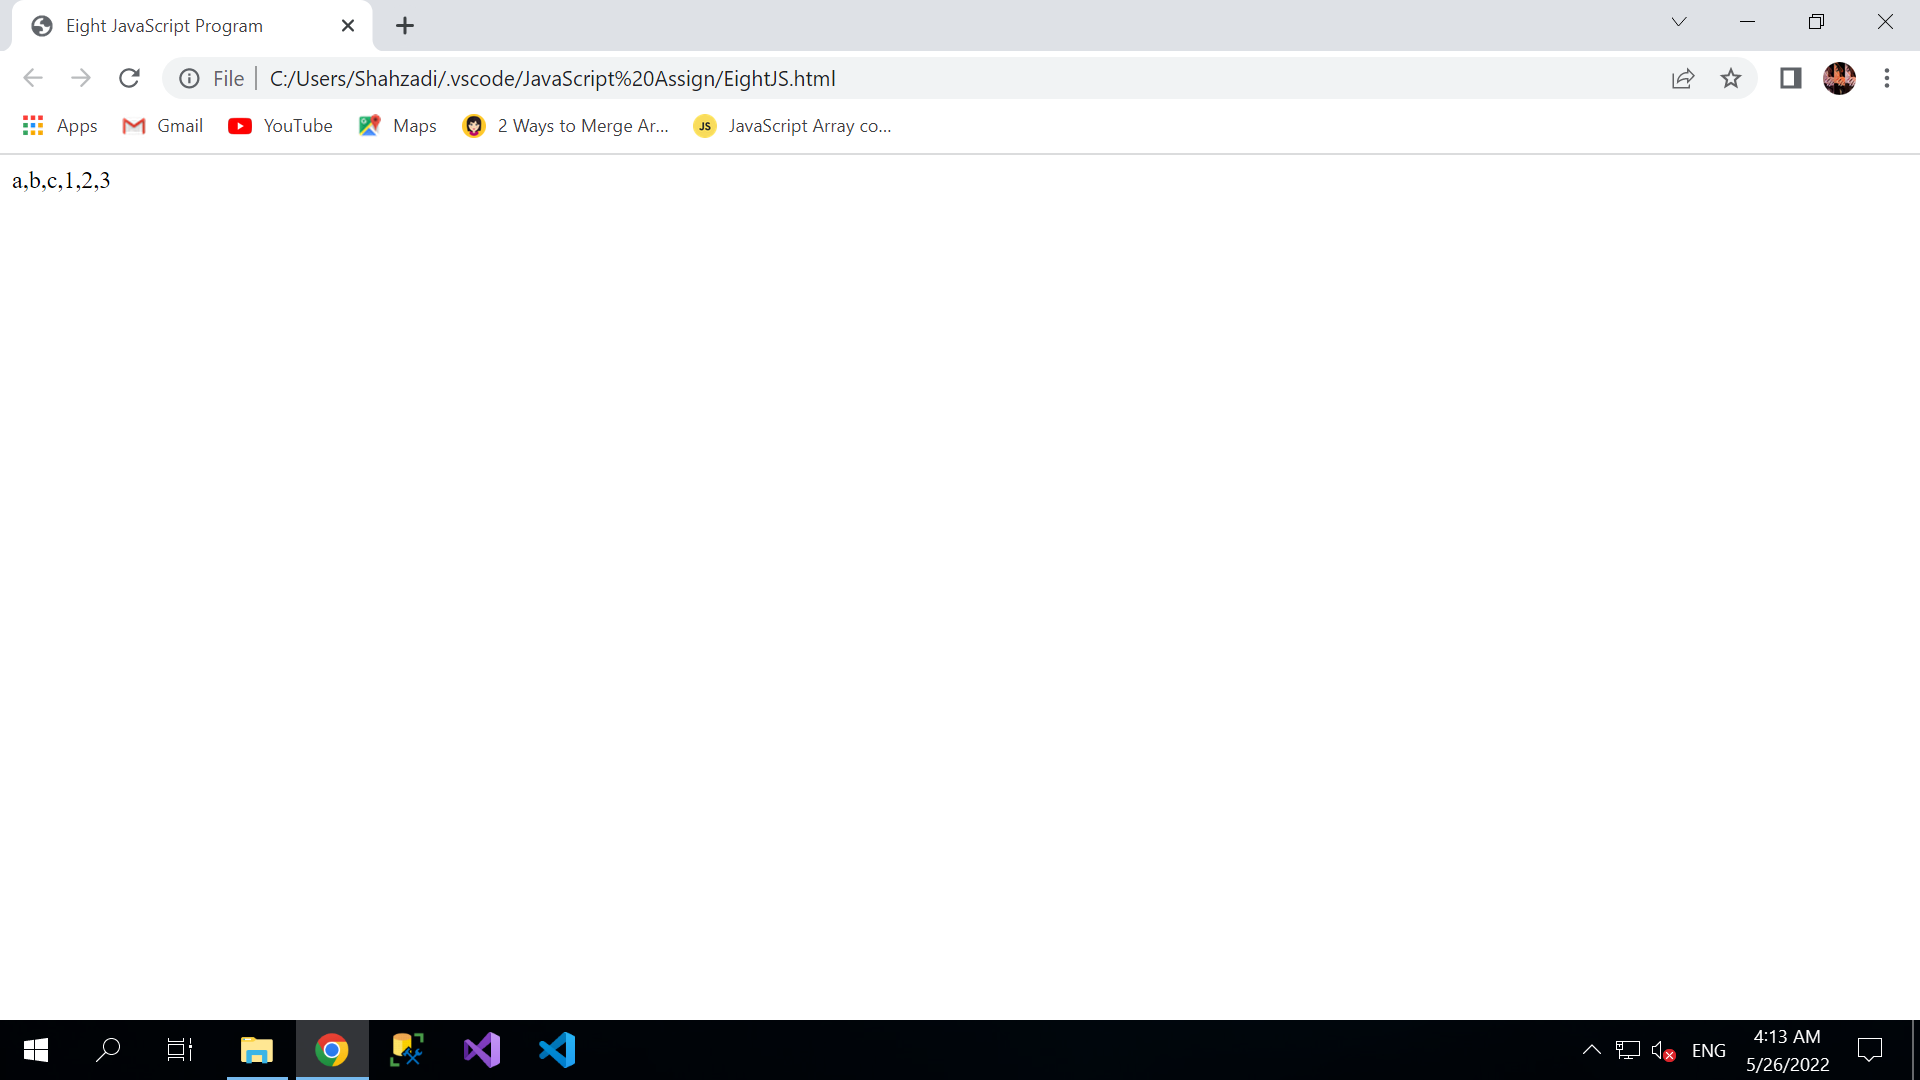 Eight JavaScript Program
File C:/Users/Shahzadi/.vscode/JavaScript%20Assign/EightJS.html
Apps Gmail YouTube Maps 2 Ways to Merge Ar... JS JavaScript Array co...
a,b,c,1,2,3
ENG
4:13 AM
5/26/2022